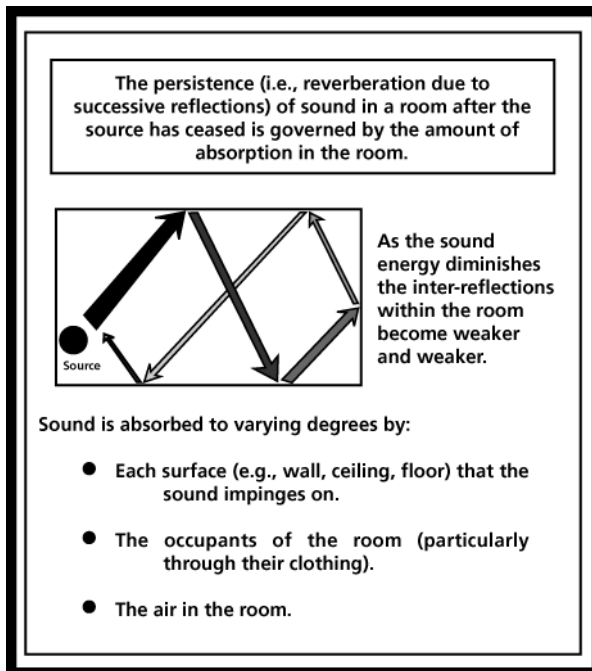 The persistence (i.e., reverberation due to
successive reflections) of sound in a room after the
source has ceased is governed by the amount of
absorption in the room.
As the sound
energy diminishes
the inter-reflections
within the room
become weaker
and weaker.
Source
Sound is absorbed to varying degrees by:
● Each surface (e.g., wall, ceiling, floor) that the
sound impinges on.
● The occupants of the room (particularly
through their clothing).
● The air in the room.